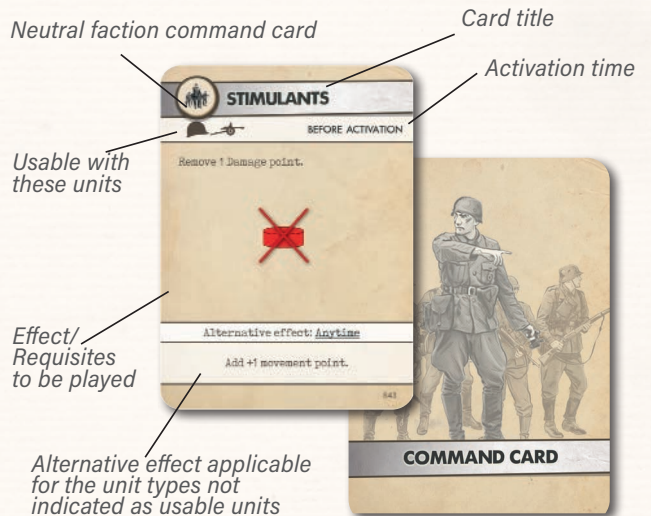 Neutral faction command card
Card title
Activation time
STIMULANTS
BEFORE ACTIVATION
Usable with
these units
Remove 1 Damage point.
Effect/
Requisites
to be played
Alternative effect: Anytime
Add +1 movement point.
843
Alternative effect applicable
for the unit types not
indicated as usable units
COMMAND CARD